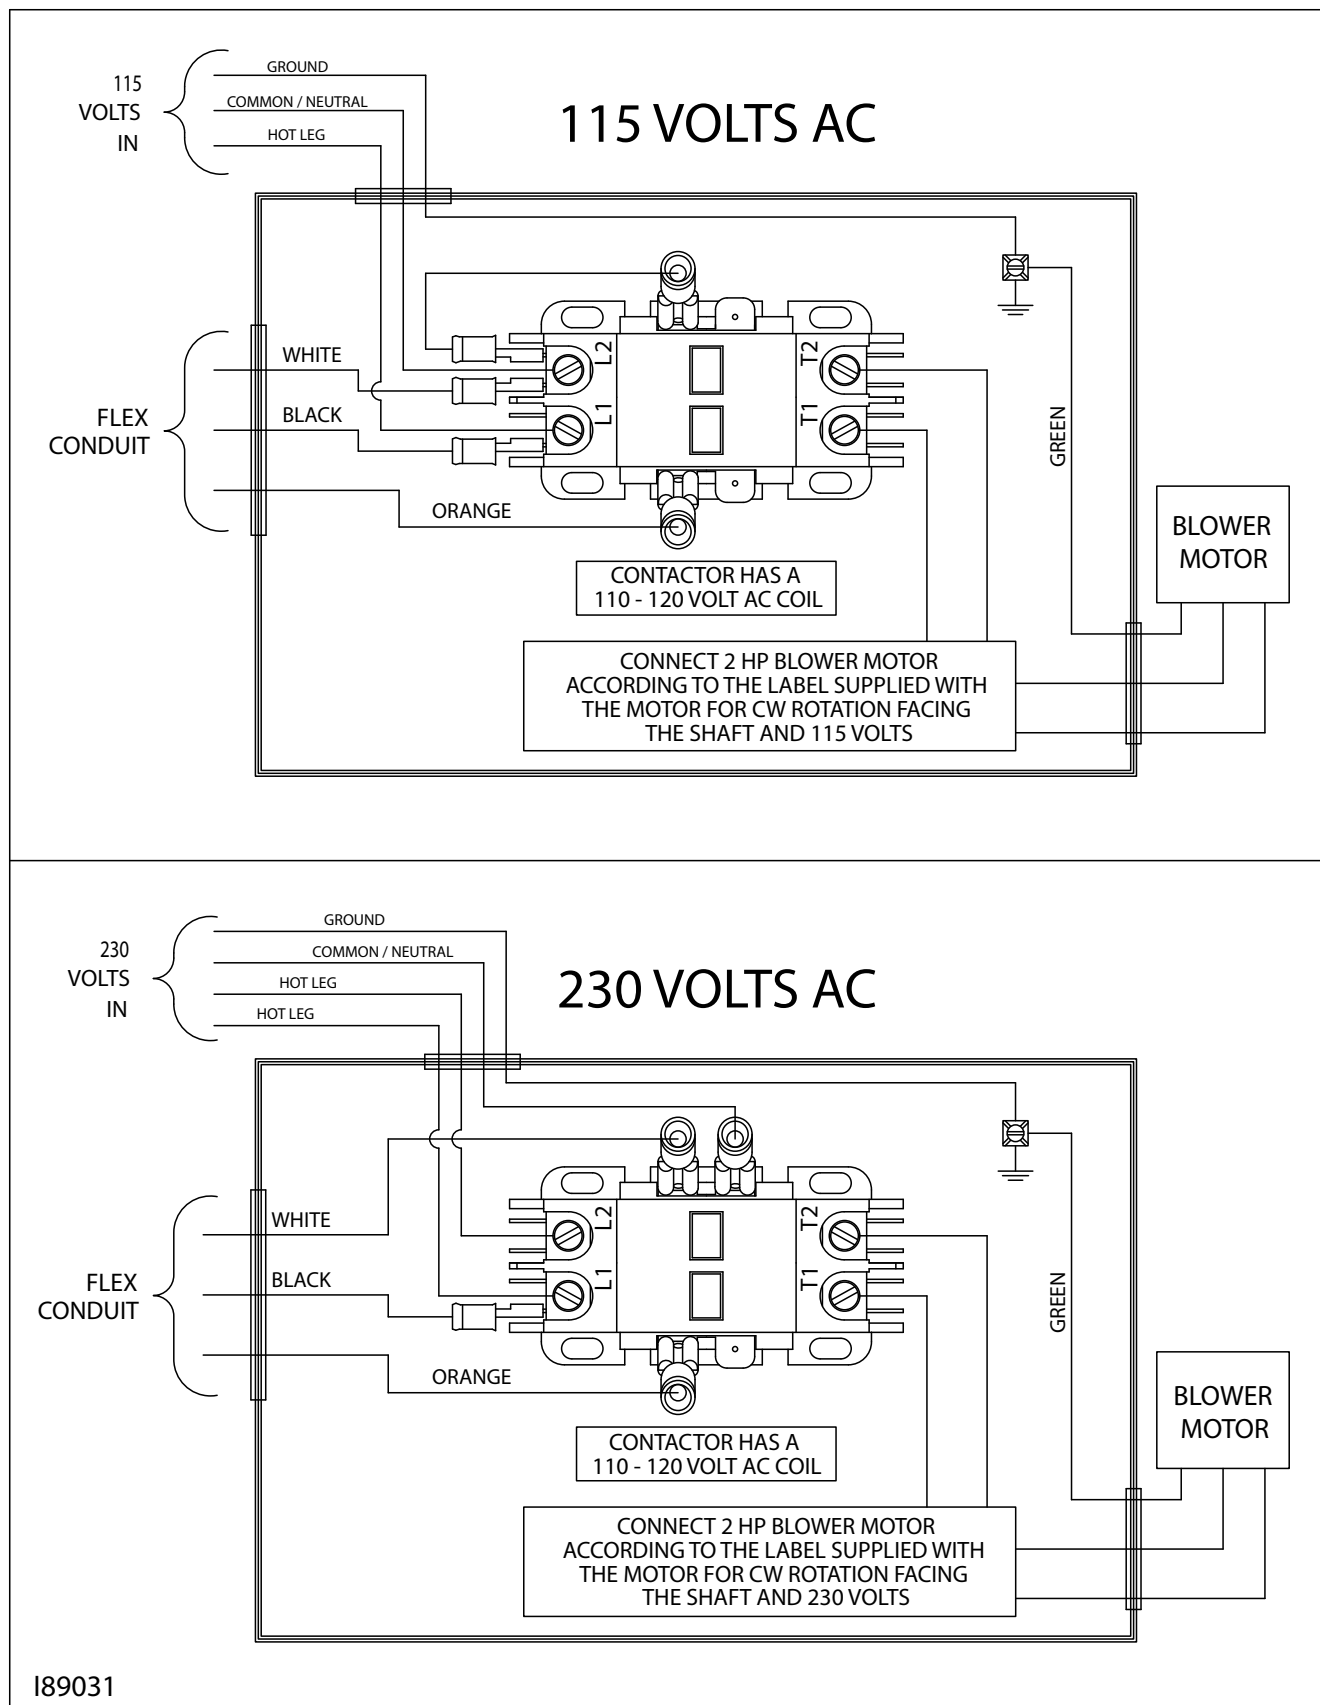 115
VOLTS
IN
GROUND
COMMON / NEUTRAL
HOT LEG
115 VOLTS AC
FLEX
CONDUIT
WHITE
BLACK
ORANGE
L2
L1
T2
T1
GREEN
BLOWER
MOTOR
CONTACTOR HAS A
110 - 120 VOLT AC COIL
CONNECT 2 HP BLOWER MOTOR
ACCORDING TO THE LABEL SUPPLIED WITH
THE MOTOR FOR CW ROTATION FACING
THE SHAFT AND 115 VOLTS
230
VOLTS
IN
GROUND
COMMON / NEUTRAL
HOT LEG
HOT LEG
230 VOLTS AC
FLEX
CONDUIT
WHITE
BLACK
ORANGE
L2
L1
T2
T1
GREEN
BLOWER
MOTOR
CONTACTOR HAS A
110 - 120 VOLT AC COIL
CONNECT 2 HP BLOWER MOTOR
ACCORDING TO THE LABEL SUPPLIED WITH
THE MOTOR FOR CW ROTATION FACING
THE SHAFT AND 230 VOLTS
I89031